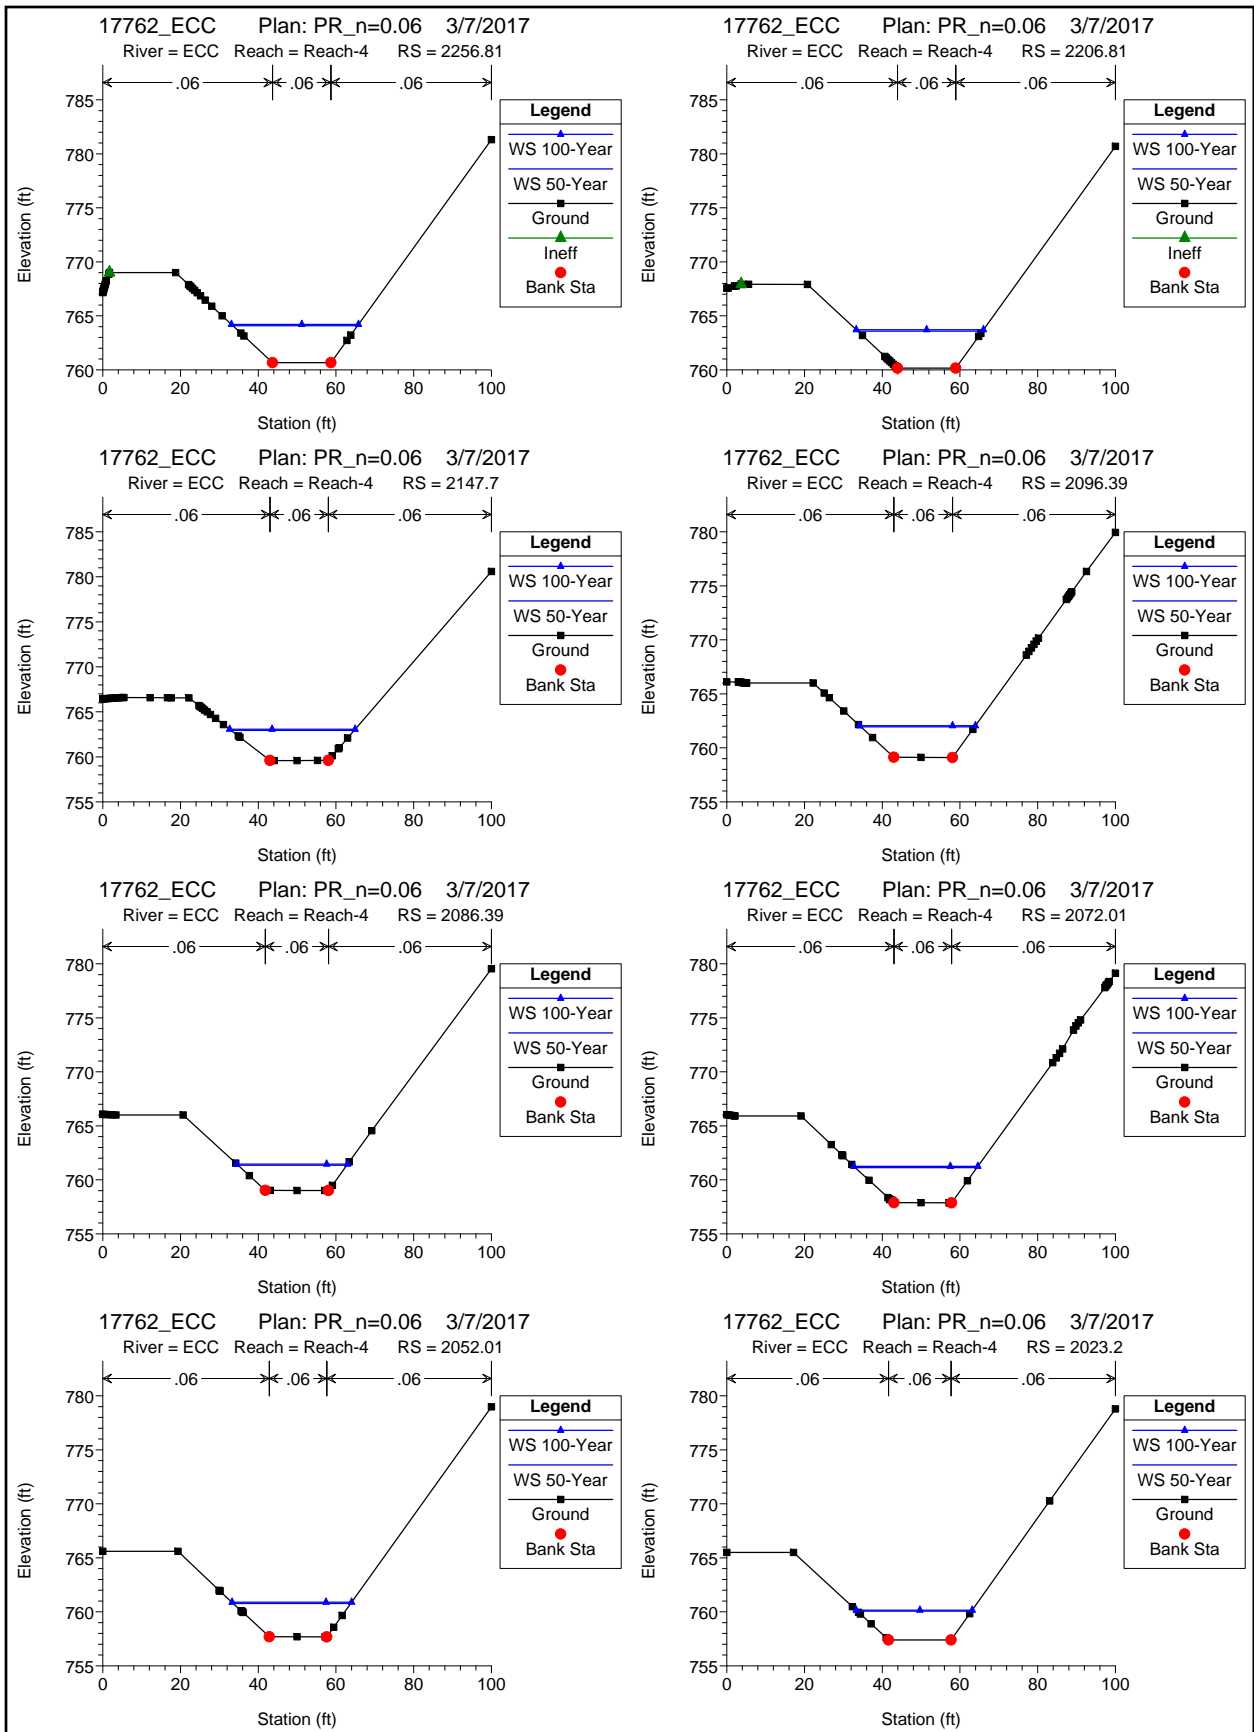 17762_ECC Plan: PR_n=0.06 3/7/2017
River = ECC Reach = Reach-4 RS = 2256.81
.06 .06 .06
785
780
775
770
765
760
0 20 40 60 80 100
Station (ft)
Elevation (ft)
Legend
WS 100-Year
WS 50-Year
Ground
Ineff
Bank Sta
17762_ECC Plan: PR_n=0.06 3/7/2017
River = ECC Reach = Reach-4 RS = 2206.81
.06 .06 .06
785
780
775
770
765
760
0 20 40 60 80 100
Station (ft)
Elevation (ft)
Legend
WS 100-Year
WS 50-Year
Ground
Ineff
Bank Sta
17762_ECC Plan: PR_n=0.06 3/7/2017
River = ECC Reach = Reach-4 RS = 2147.7
.06 .06 .06
785
780
775
770
765
760
755
0 20 40 60 80 100
Station (ft)
Elevation (ft)
Legend
WS 100-Year
WS 50-Year
Ground
Bank Sta
17762_ECC Plan: PR_n=0.06 3/7/2017
River = ECC Reach = Reach-4 RS = 2096.39
.06 .06 .06
780
775
770
765
760
755
0 20 40 60 80 100
Station (ft)
Elevation (ft)
Legend
WS 100-Year
WS 50-Year
Ground
Bank Sta
17762_ECC Plan: PR_n=0.06 3/7/2017
River = ECC Reach = Reach-4 RS = 2086.39
.06 .06 .06
780
775
770
765
760
755
0 20 40 60 80 100
Station (ft)
Elevation (ft)
Legend
WS 100-Year
WS 50-Year
Ground
Bank Sta
17762_ECC Plan: PR_n=0.06 3/7/2017
River = ECC Reach = Reach-4 RS = 2072.01
.06 .06 .06
780
775
770
765
760
755
0 20 40 60 80 100
Station (ft)
Elevation (ft)
Legend
WS 100-Year
WS 50-Year
Ground
Bank Sta
17762_ECC Plan: PR_n=0.06 3/7/2017
River = ECC Reach = Reach-4 RS = 2052.01
.06 .06 .06
780
775
770
765
760
755
0 20 40 60 80 100
Station (ft)
Elevation (ft)
Legend
WS 100-Year
WS 50-Year
Ground
Bank Sta
17762_ECC Plan: PR_n=0.06 3/7/2017
River = ECC Reach = Reach-4 RS = 2023.2
.06 .06 .06
780
775
770
765
760
755
0 20 40 60 80 100
Station (ft)
Elevation (ft)
Legend
WS 100-Year
WS 50-Year
Ground
Bank Sta